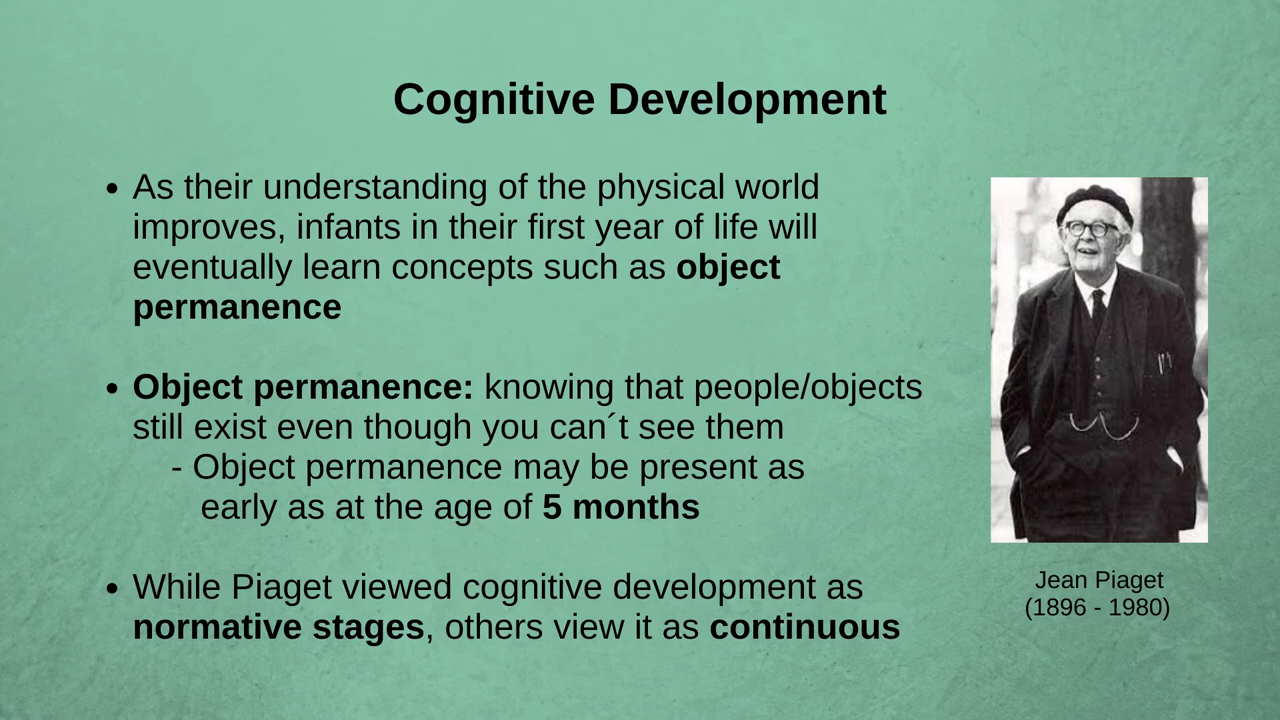 Cognitive Development
• As their understanding of the physical world
improves, infants in their first year of life will
eventually learn concepts such as object
permanence
• Object permanence: knowing that people/objects
still exist even though you can´t see them
- Object permanence may be present as
early as at the age of 5 months
• While Piaget viewed cognitive development as
normative stages, others view it as continuous
Jean Piaget
(1896 - 1980)